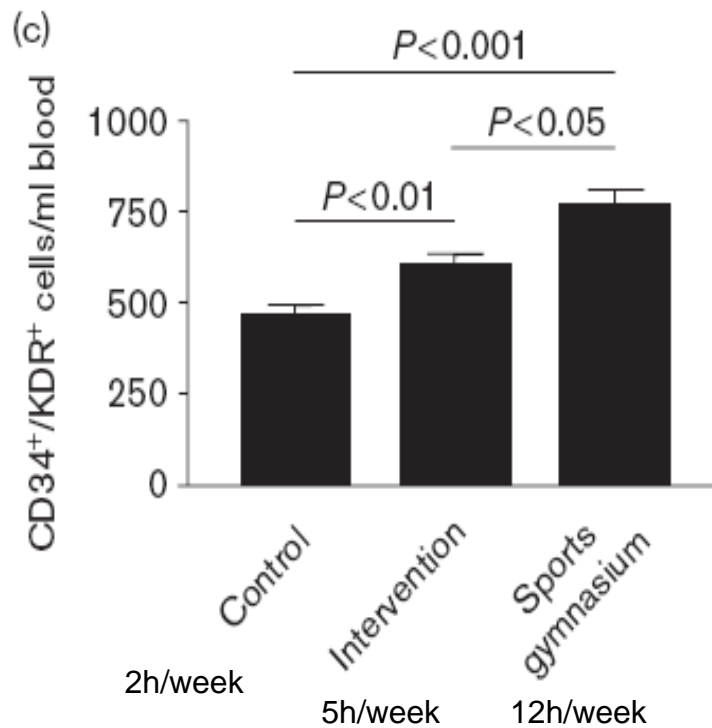 (c)
P<0.001
1000
P<0.05
750
P<0.01
500
250
0
CD34⁺/KDR⁺ cells/ml blood
Control
Intervention
Sports
gymnasium
2h/week
5h/week
12h/week